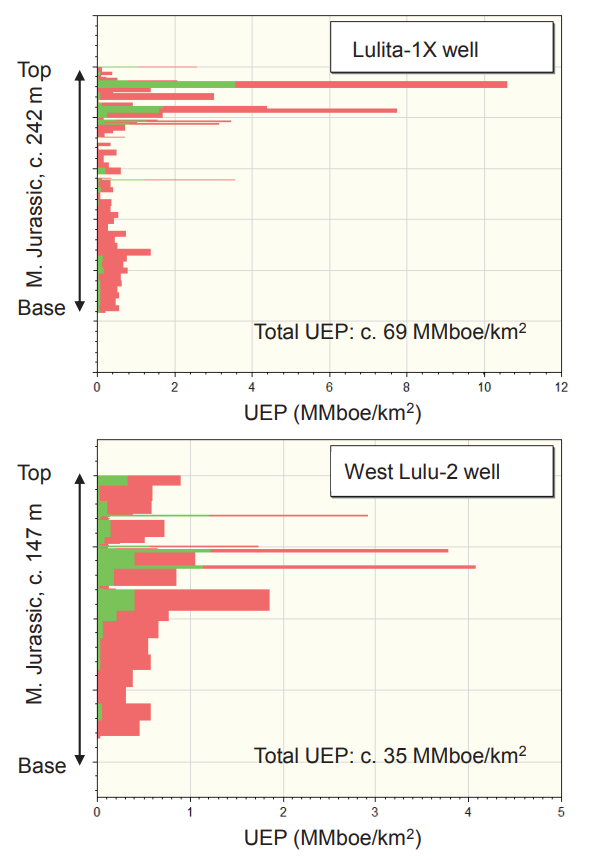 Lulita-1X well
Top
M. Jurassic, c. 242 m
Base
Total UEP: c. 69 MMboe/km²
0 2 4 6 8 10 12
UEP (MMboe/km²)
West Lulu-2 well
Top
M. Jurassic, c. 147 m
Base
Total UEP: c. 35 MMboe/km²
0 1 2 3 4 5
UEP (MMboe/km²)